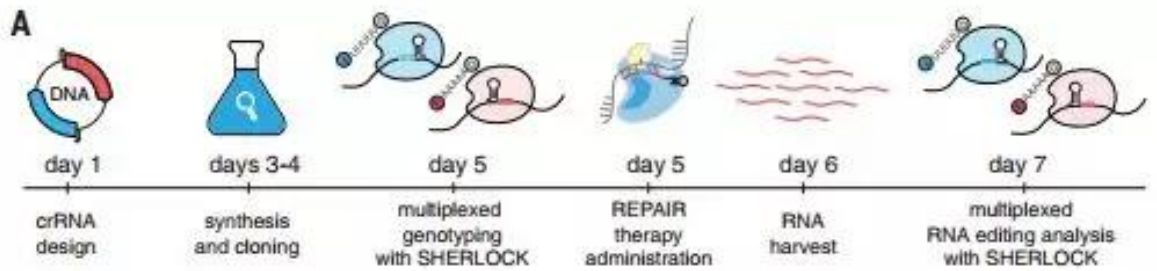 A
DNA
day 1
days 3-4
day 5
day 5
day 6
day 7
crRNA
design
synthesis
and cloning
multiplexed
genotyping
with SHERLOCK
REPAIR
therapy
administration
RNA
harvest
multiplexed
RNA editing analysis
with SHERLOCK